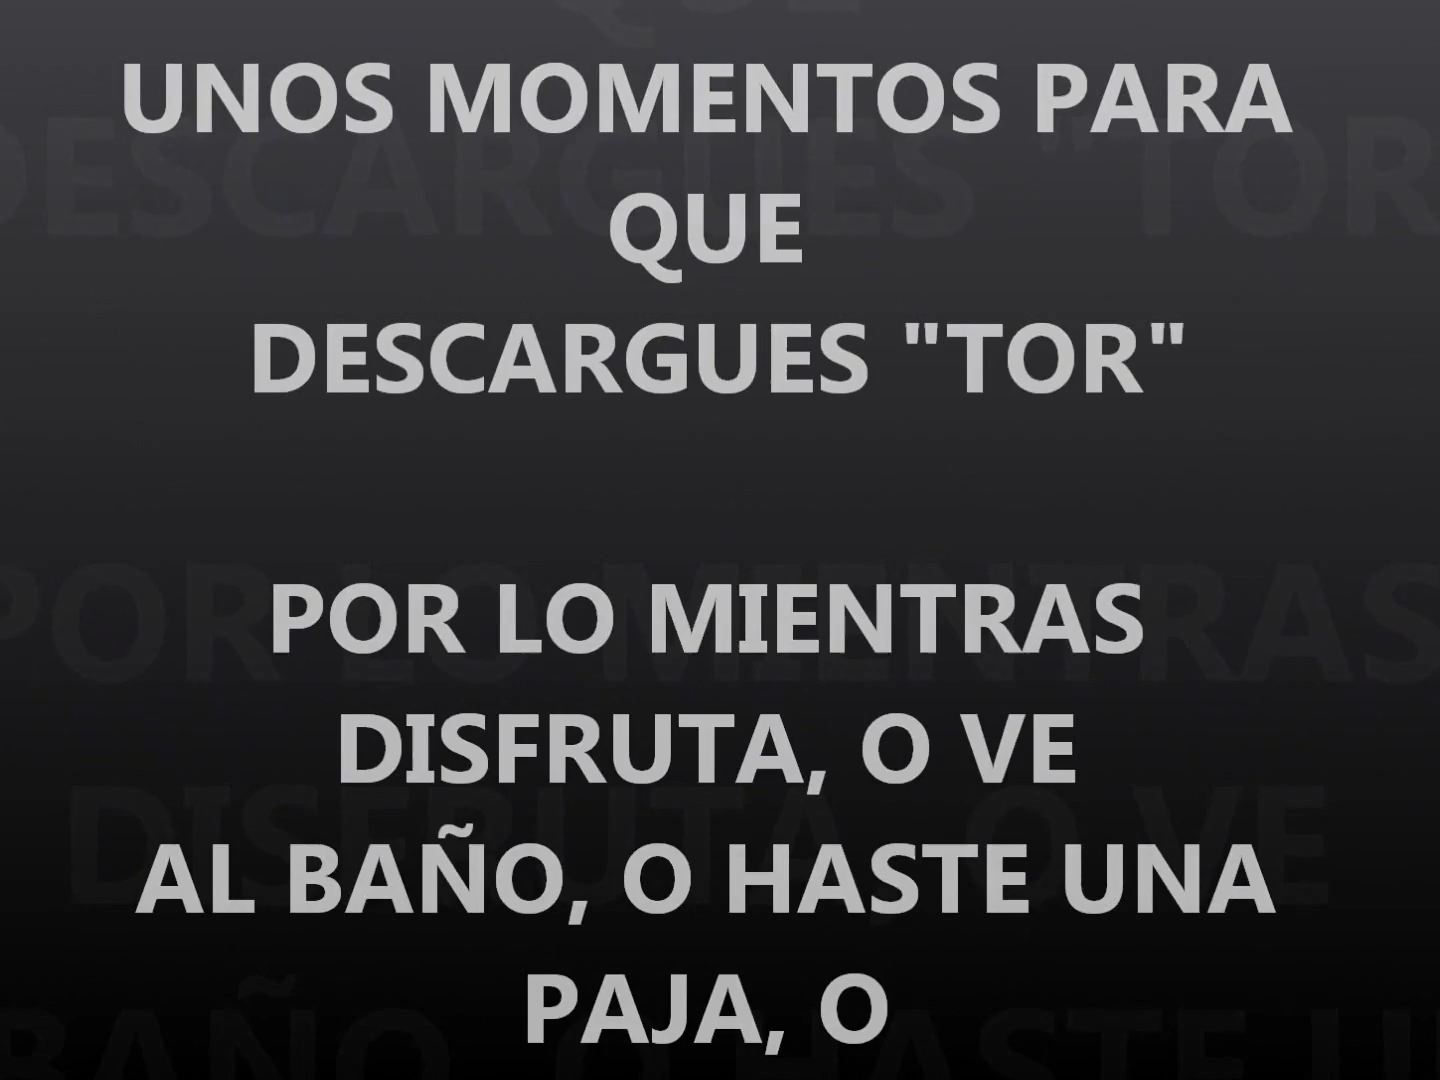 UNOS MOMENTOS PARA
QUE
DESCARGUES "TOR"
POR LO MIENTRAS
DISFRUTA, O VE
AL BAÑO, O HASTE UNA
PAJA, O